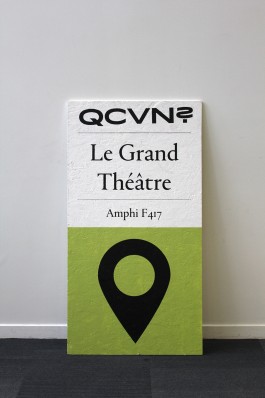 QCVN?
Le Grand
Théâtre
Amphi F417